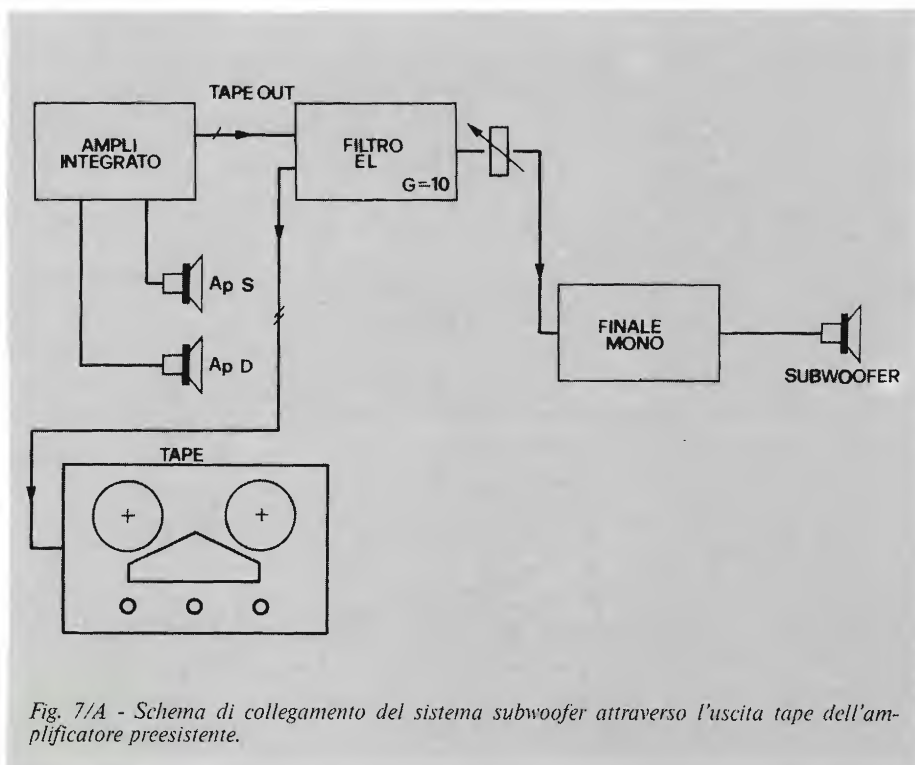 TAPE OUT
AMPLI
INTEGRATO
FILTRO
EL
G=10
Ap S
Ap D
FINALE
MONO
SUBWOOFER
TAPE
Fig. 7/A - Schema di collegamento del sistema subwoofer attraverso l'uscita tape dell'am-
plificatore preesistente.